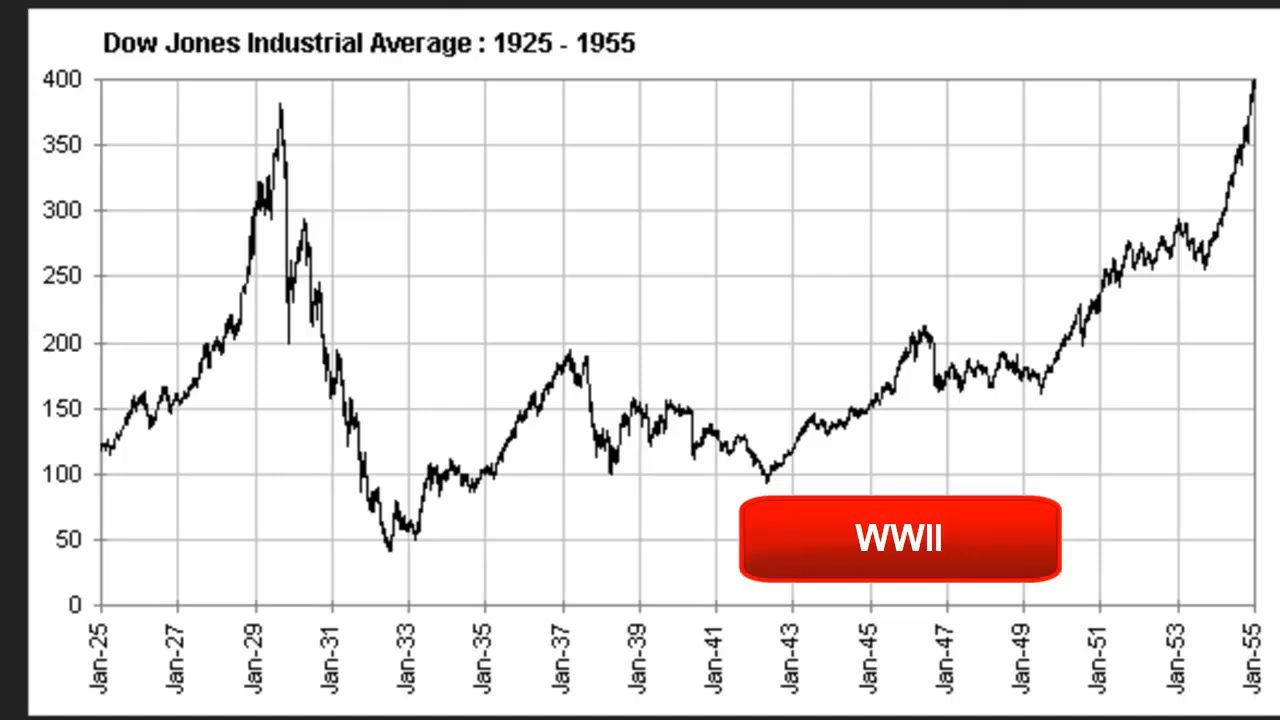 Dow Jones Industrial Average : 1925 - 1955
400
350
300
250
200
150
100
50
0
WWII
Jan-25
Jan-27
Jan-29
Jan-31
Jan-33
Jan-35
Jan-37
Jan-39
Jan-41
Jan-43
Jan-45
Jan-47
Jan-49
Jan-51
Jan-53
Jan-55